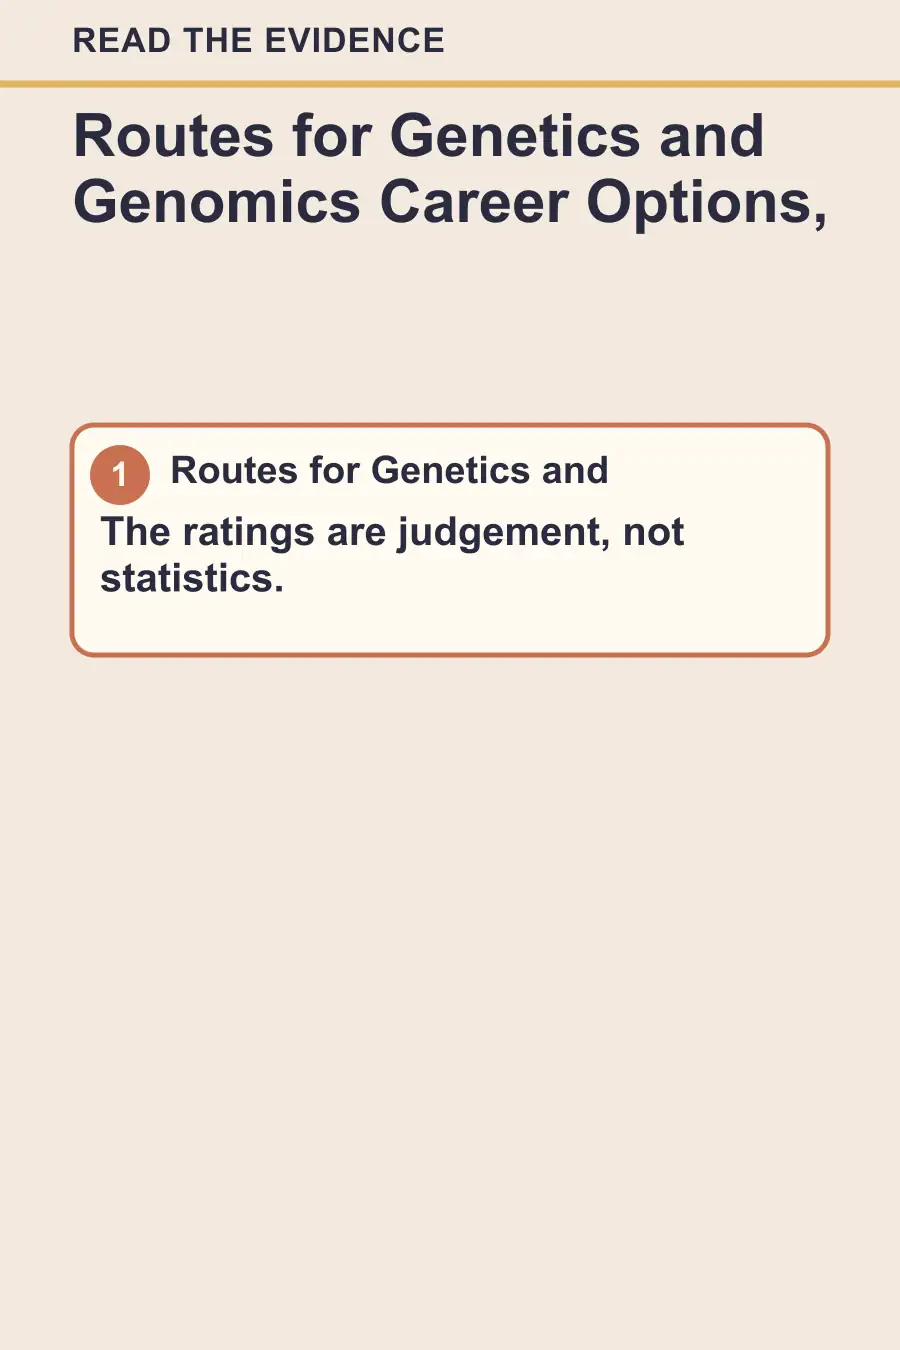 READ THE EVIDENCE
Routes for Genetics and
Genomics Career Options,
1 Routes for Genetics and
The ratings are judgement, not
statistics.